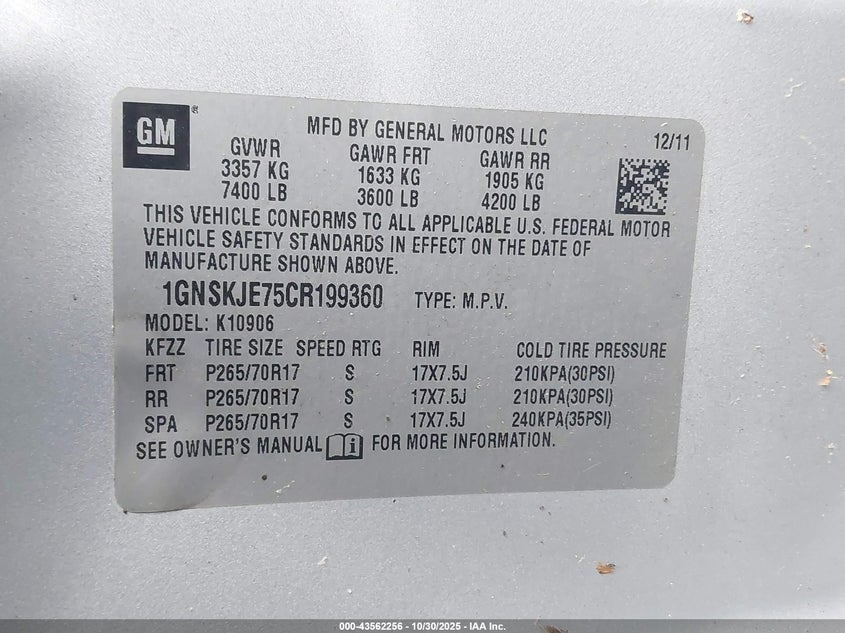 GM ®
MFD BY GENERAL MOTORS LLC 12/11
GVWR GAWR FRT GAWR RR
3357 KG 1633 KG 1905 KG
7400 LB 3600 LB 4200 LB
THIS VEHICLE CONFORMS TO ALL APPLICABLE U.S. FEDERAL MOTOR
VEHICLE SAFETY STANDARDS IN EFFECT ON THE DATE OF
MANUFACTURE SHOWN ABOVE.
1GNSKJE75CR199360 TYPE: M.P.V.
MODEL: K10906
KFZZ TIRE SIZE SPEED RTG RIM COLD TIRE PRESSURE
FRT P265/70R17 S 17X7.5J 210KPA(30PSI)
RR P265/70R17 S 17X7.5J 210KPA(30PSI)
SPA P265/70R17 S 17X7.5J 240KPA(35PSI)
SEE OWNER'S MANUAL i FOR MORE INFORMATION.
000-43562256 - 10/30/2025 - IAA Inc.